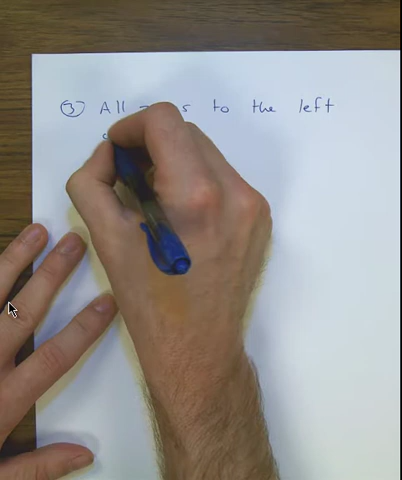 ③ All to the left